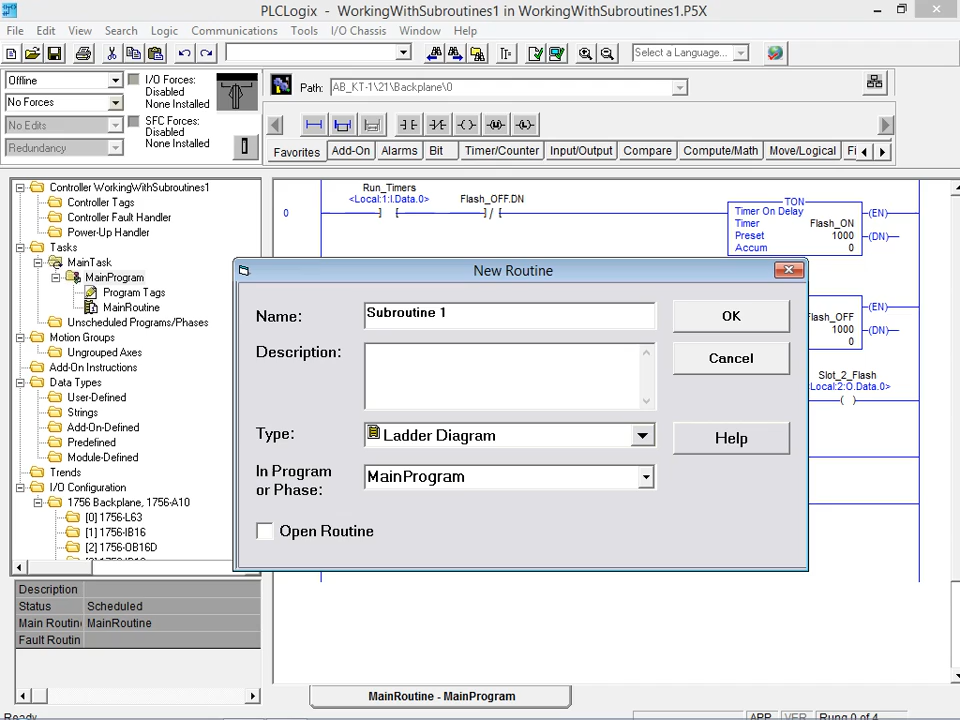 PLCLogix - WorkingWithSubroutines1 in WorkingWithSubroutines1.P5X
File Edit View Search Logic Communications Tools I/O Chassis Window Help
Select a Language...
Offline
I/O Forces:
Disabled
None Installed
No Forces
No Edits
SFC Forces:
Disabled
None Installed
Redundancy
Path: AB_KT-1\21\Backplane\0
Favorites Add-On Alarms Bit Timer/Counter Input/Output Compare Compute/Math Move/Logical
Controller WorkingWithSubroutines1
Controller Tags
Controller Fault Handler
Power-Up Handler
Tasks
MainTask
MainProgram
Program Tags
MainRoutine
Unscheduled Programs/Phases
Motion Groups
Ungrouped Axes
Add-On Instructions
Data Types
User-Defined
Strings
Add-On-Defined
Predefined
Module-Defined
Trends
I/O Configuration
1756 Backplane, 1756-A10
[0] 1756-L63
[1] 1756-IB16
[2] 1756-OB16D
Description
Status Scheduled
Main Routin MainRoutine
Fault Routin
Run_Timers
<Local:1:I.Data.0>
Flash_OFF.DN
0
TON
Timer On Delay
Timer Flash_ON
Preset 1000
Accum 0
(EN)
(DN)
Flash_OFF
1000
0
(EN)
(DN)
Slot_2_Flash
<Local:2:O.Data.0>
New Routine
Name: Subroutine 1
Description:
Type: Ladder Diagram
In Program
or Phase: MainProgram
Open Routine
OK
Cancel
Help
MainRoutine - MainProgram
Ready
APP VER Rung 0 of 4